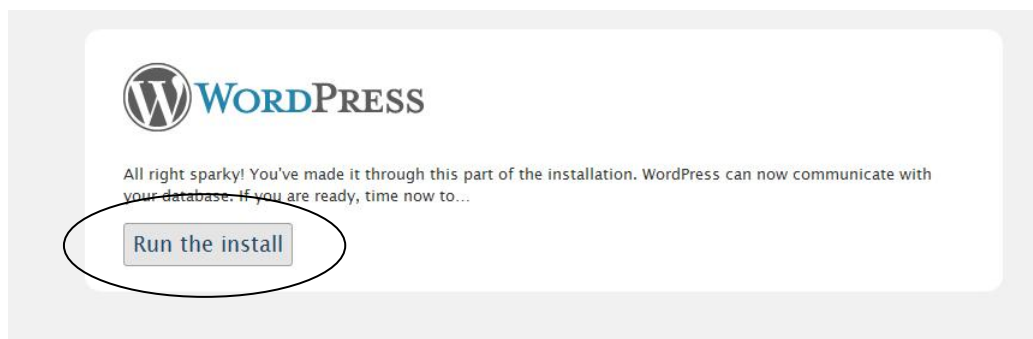 WORDPRESS
All right sparky! You've made it through this part of the installation. WordPress can now communicate with
your database. If you are ready, time now to…
Run the install